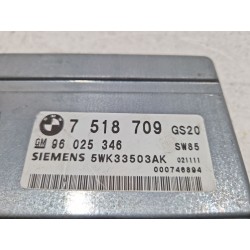 7 518 709 GS20
GM 96 025 346 SW85
SIEMENS 5WK33503AK 021111
000746894